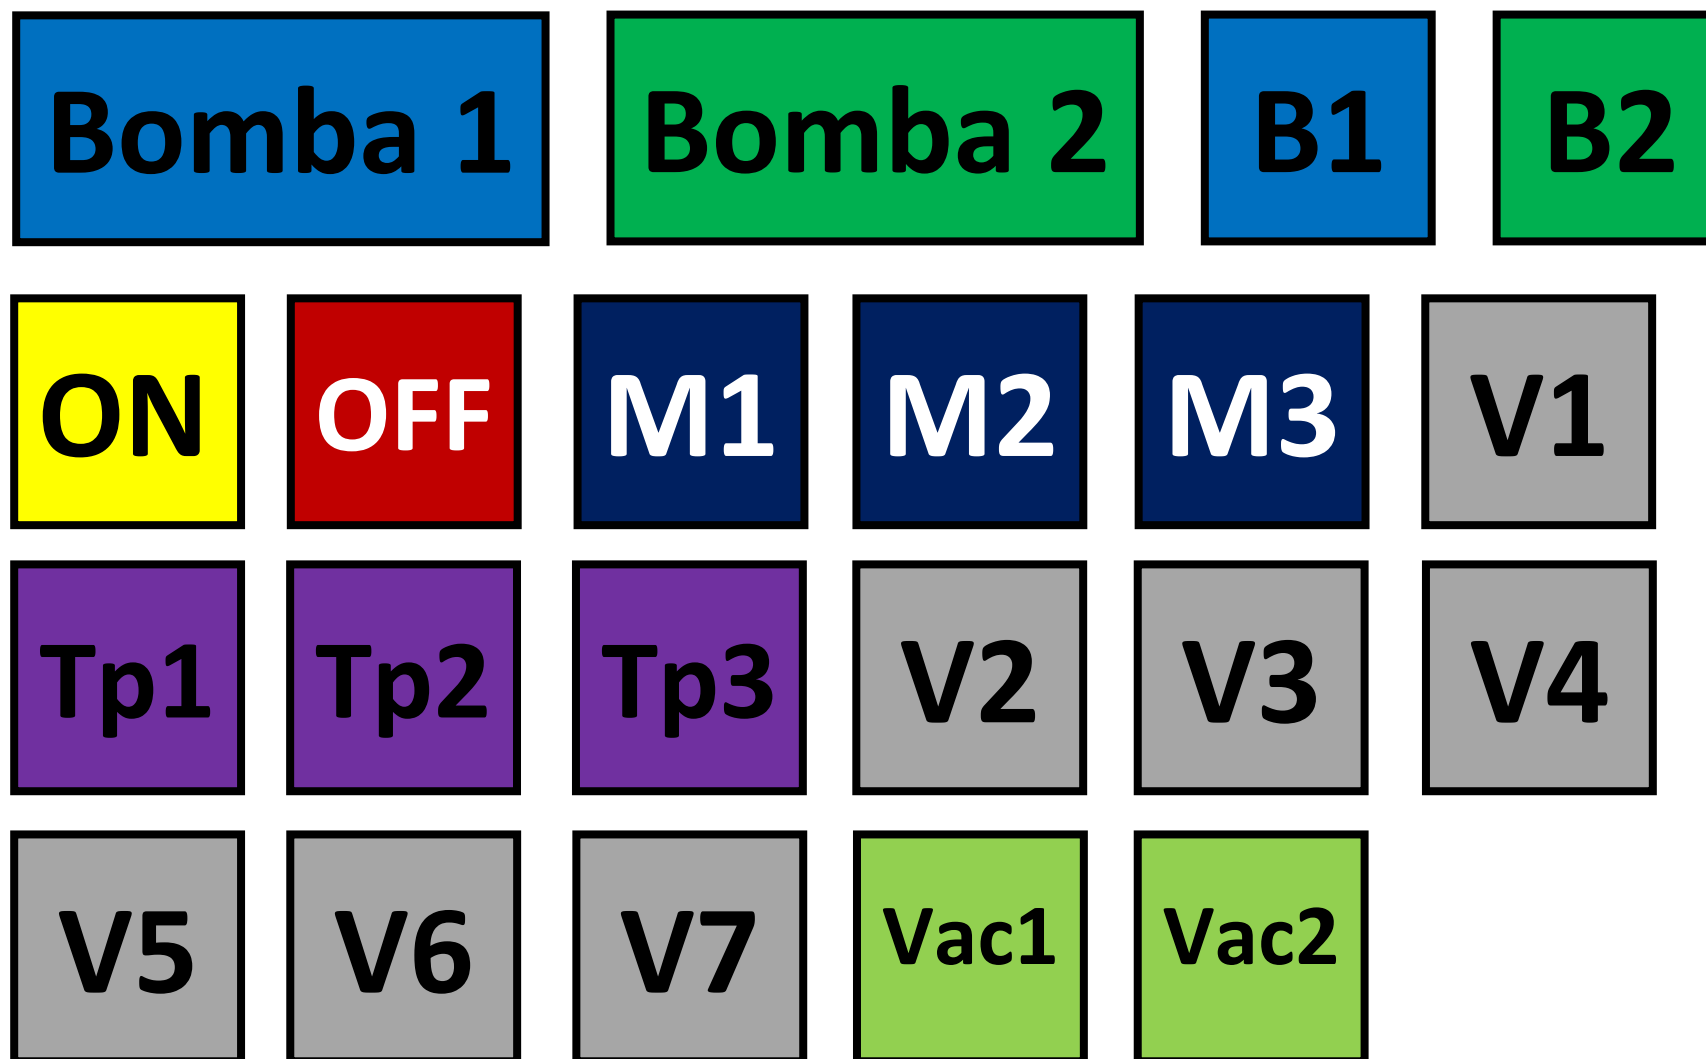 Bomba 1 Bomba 2 B1 B2
ON OFF M1 M2 M3 V1
Tp1 Tp2 Tp3 V2 V3 V4
V5 V6 V7 Vac1 Vac2